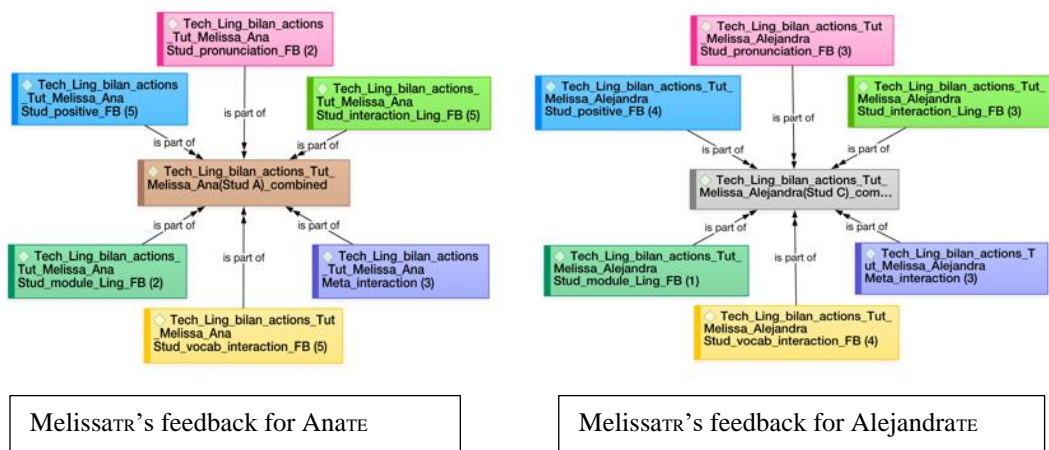 Tech_Ling_bilan_actions
_Tut_Melissa_Ana
Stud_pronunciation_FB (2)
Tech_Ling_bilan_actions
_Tut_Melissa_Ana
Stud_positive_FB (5)
Tech_Ling_bilan_actions_
Tut_Melissa_Ana
Stud_interaction_Ling_FB (5)
is part of
is part of
is part of
Tech_Ling_bilan_actions_Tut_
Melissa_Ana(Stud A)_combined
is part of
is part of
is part of
Tech_Ling_bilan_actions_
Tut_Melissa_Ana
Stud_module_Ling_FB (2)
Tech_Ling_bilan_actions
_Tut_Melissa_Ana
Meta_interaction (3)
Tech_Ling_bilan_actions_Tut
_Melissa_Ana
Stud_vocab_interaction_FB (5)
MelissaTR's feedback for AnaTE
Tech_Ling_bilan_actions_Tut
_Melissa_Alejandra
Stud_pronunciation_FB (3)
Tech_Ling_bilan_actions_Tut_
Melissa_Alejandra
Stud_positive_FB (4)
Tech_Ling_bilan_actions_Tut_
Melissa_Alejandra
Stud_interaction_Ling_FB (3)
is part of
is part of
is part of
Tech_Ling_bilan_actions_Tut_
Melissa_Alejandra(Stud C)_com...
is part of
is part of
is part of
Tech_Ling_bilan_actions_Tut_
Melissa_Alejandra
Stud_module_Ling_FB (1)
Tech_Ling_bilan_actions_T
ut_Melissa_Alejandra
Meta_interaction (3)
Tech_Ling_bilan_actions_Tut_
Melissa_Alejandra
Stud_vocab_interaction_FB (4)
MelissaTR's feedback for AlejandraTE